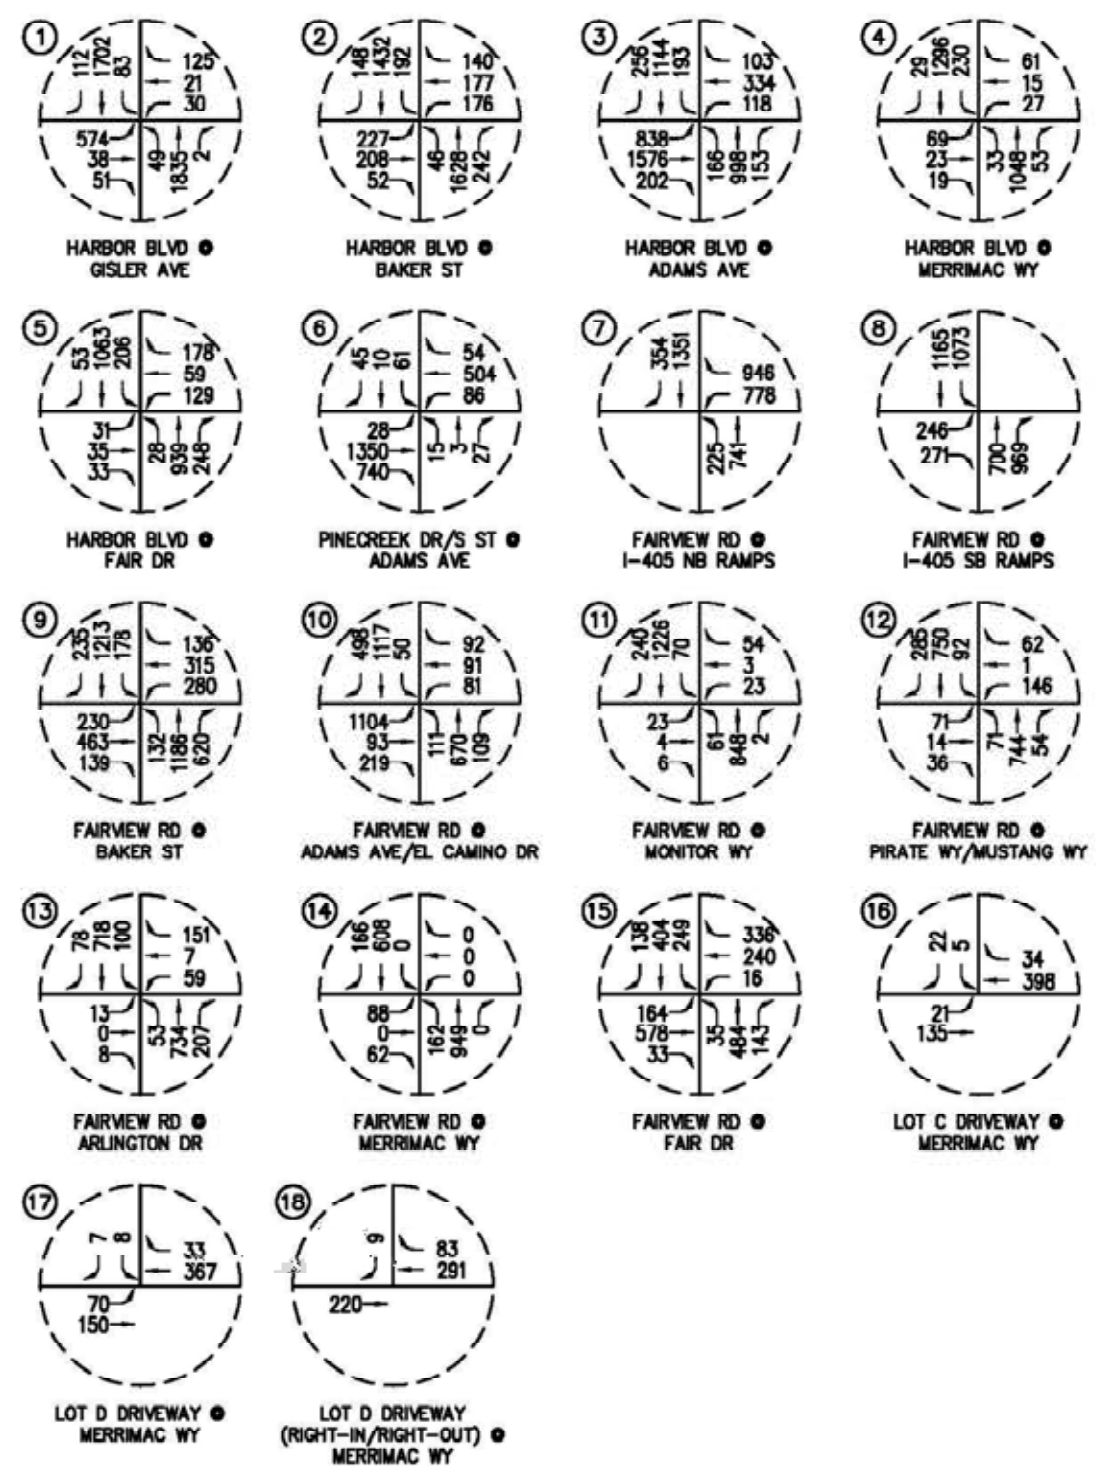 1
112 1702 83
125
21
30
574
38
51
49 1835 2
HARBOR BLVD @
GISLER AVE
2
148 1432 192
140
177
176
227
208
52
46 1628 242
HARBOR BLVD @
BAKER ST
3
256 1144 193
103
334
118
838
1576
202
166 998 153
HARBOR BLVD @
ADAMS AVE
4
29 1296 230
61
15
27
69
23
19
33 1048 53
HARBOR BLVD @
MERRIMAC WY
5
53 1063 206
178
59
129
31
35
33
28 939 248
HARBOR BLVD @
FAIR DR
6
45 10 61
54
504
86
28
1350
740
15 3 27
PINECREEK DR/S ST @
ADAMS AVE
7
354 1351
946
778
225 741
FAIRVIEW RD @
I-405 NB RAMPS
8
1165 1073
246
271
700 969
FAIRVIEW RD @
I-405 SB RAMPS
9
235 1213 178
136
315
280
230
463
139
132 1186 620
FAIRVIEW RD @
BAKER ST
10
498 1117 50
92
91
81
1104
93
219
111 670 109
FAIRVIEW RD @
ADAMS AVE/EL CAMINO DR
11
240 1226 70
54
3
23
23
4
6
61 848 2
FAIRVIEW RD @
MONITOR WY
12
285 750 92
62
1
146
71
14
36
71 744 54
FAIRVIEW RD @
PIRATE WY/MUSTANG WY
13
78 718 100
151
7
59
13
0
8
53 734 207
FAIRVIEW RD @
ARLINGTON DR
14
166 608 0
0
0
0
88
0
62
162 949 0
FAIRVIEW RD @
MERRIMAC WY
15
138 404 249
336
240
16
164
578
33
35 484 143
FAIRVIEW RD @
FAIR DR
16
22 5
34
398
21
135
LOT C DRIVEWAY @
MERRIMAC WY
17
7 8
33
367
70
150
LOT D DRIVEWAY @
MERRIMAC WY
18
9
83
291
220
LOT D DRIVEWAY
(RIGHT-IN/RIGHT-OUT) @
MERRIMAC WY